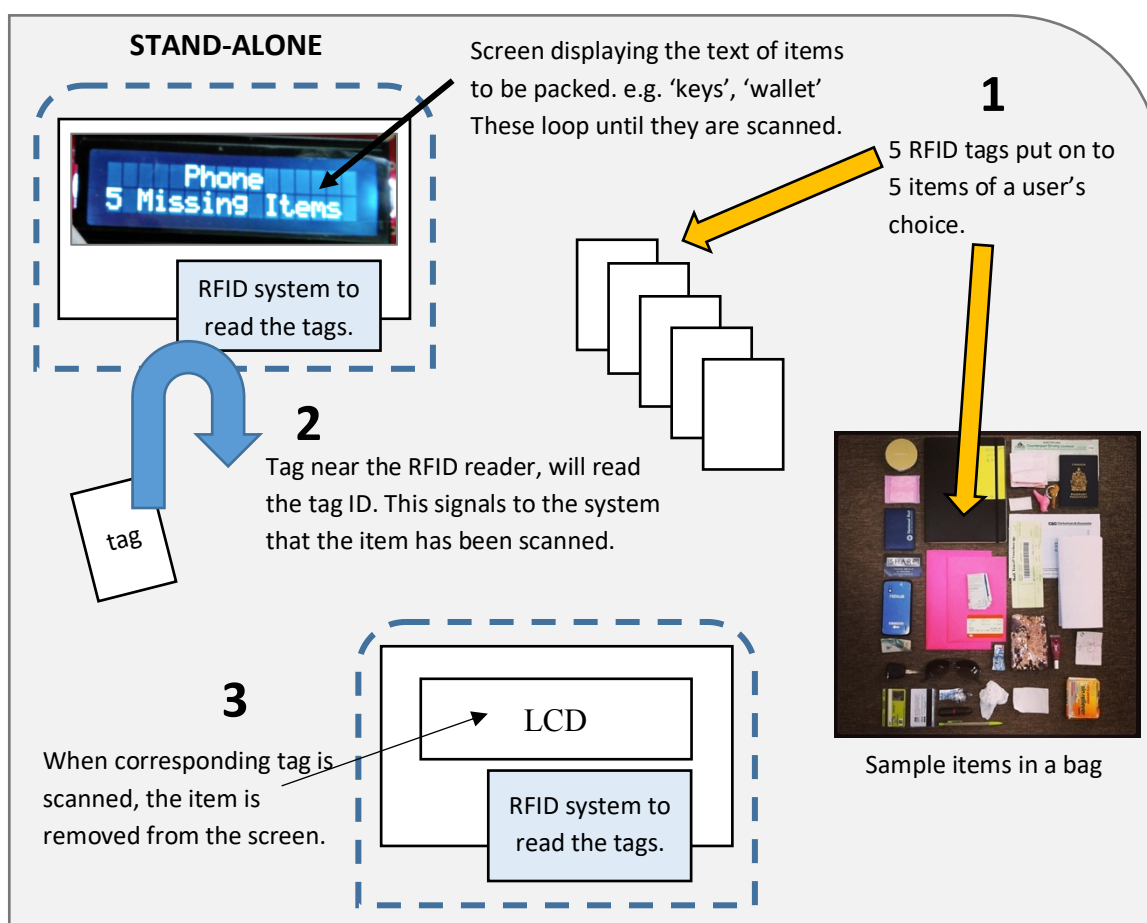 STAND-ALONE
Screen displaying the text of items
to be packed. e.g. ‘keys’, ‘wallet’
These loop until they are scanned.
1
5 RFID tags put on to
5 items of a user’s
choice.
Phone
5 Missing Items
RFID system to
read the tags.
2
Tag near the RFID reader, will read
the tag ID. This signals to the system
that the item has been scanned.
tag
3
When corresponding tag is
scanned, the item is
removed from the screen.
LCD
RFID system to
read the tags.
Sample items in a bag